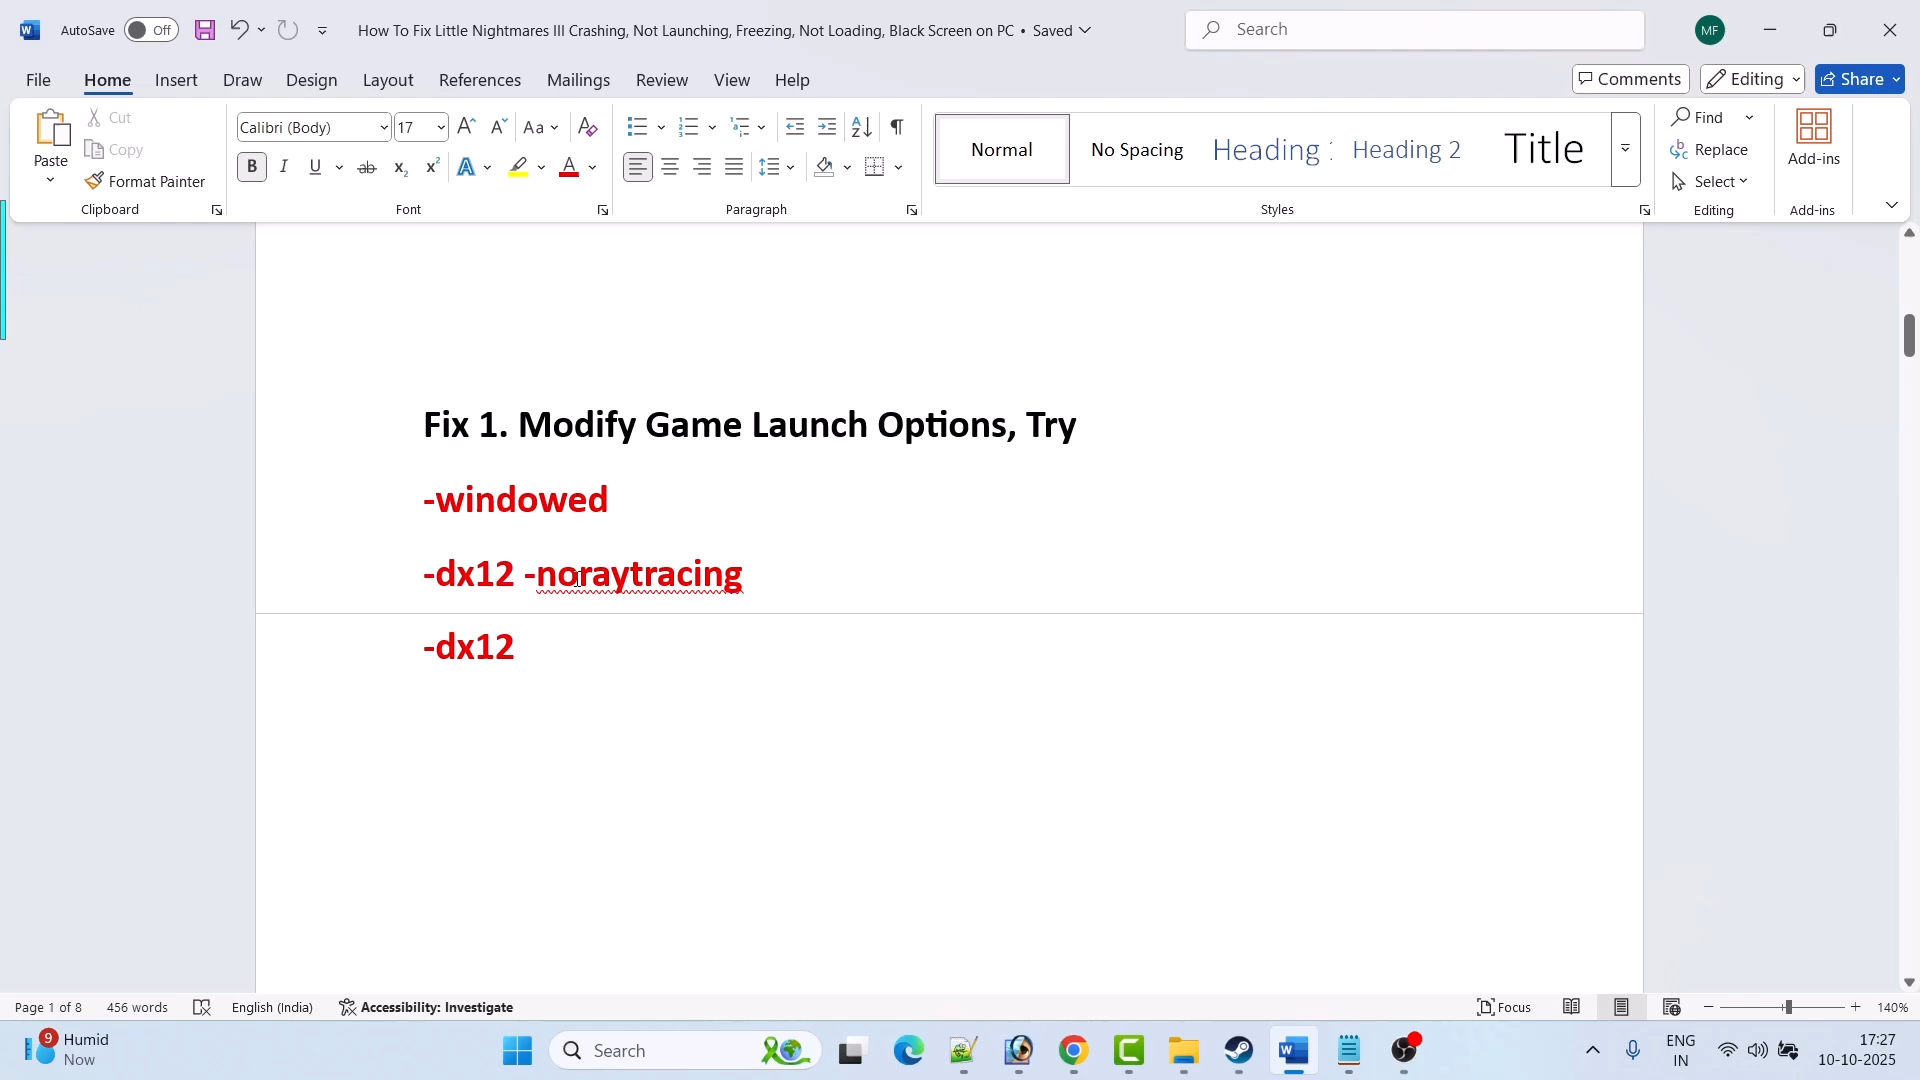 AutoSave Off How To Fix Little Nightmares III Crashing, Not Launching, Freezing, Not Loading, Black Screen on PC • Saved Search MF
File Home Insert Draw Design Layout References Mailings Review View Help Comments Editing Share
Paste Cut Copy Format Painter Clipboard
Calibri (Body) 17 Font
Paragraph
Normal No Spacing Heading 1 Heading 2 Title Styles
Find Replace Select Editing
Add-ins Add-ins
Fix 1. Modify Game Launch Options, Try
-windowed
-dx12 -noraytracing
-dx12
Page 1 of 8 456 words English (India) Accessibility: Investigate Focus 140%
9 Humid Now Search ENG IN 17:27 10-10-2025